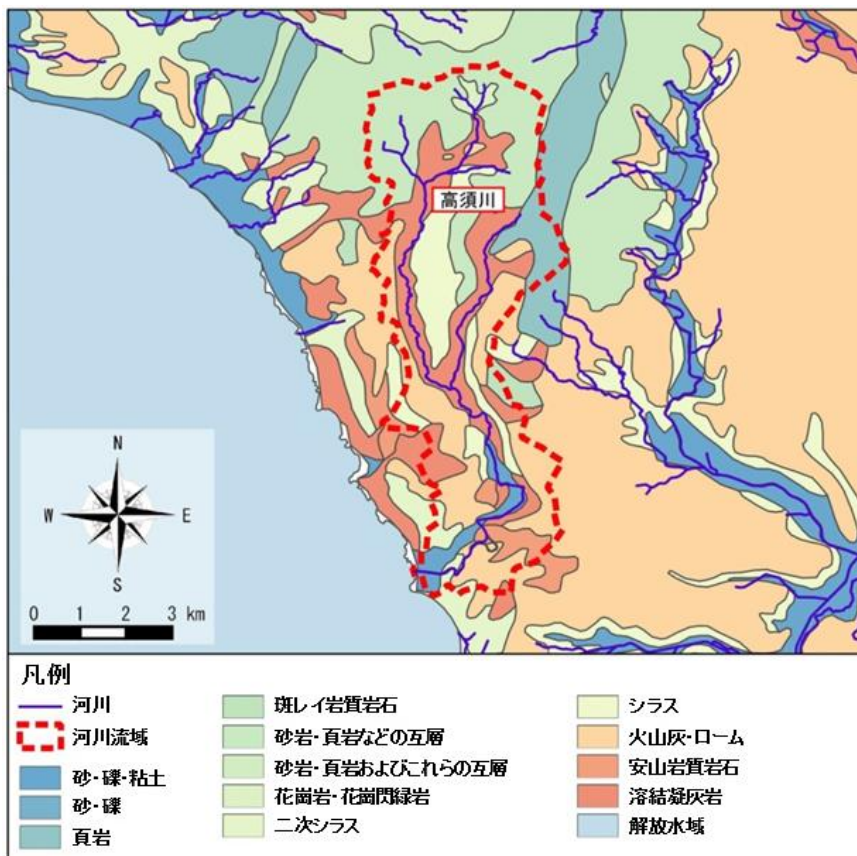 高須川
N
W
E
S
0 1 2 3 km
凡例
河川
河川流域
砂・礫・粘土
砂・礫
頁岩
斑レイ岩質岩石
砂岩・頁岩などの互層
砂岩・頁岩およびこれらの互層
花崗岩・花崗閃緑岩
二次シラス
シラス
火山灰・ローム
安山岩質岩石
溶結凝灰岩
解放水域